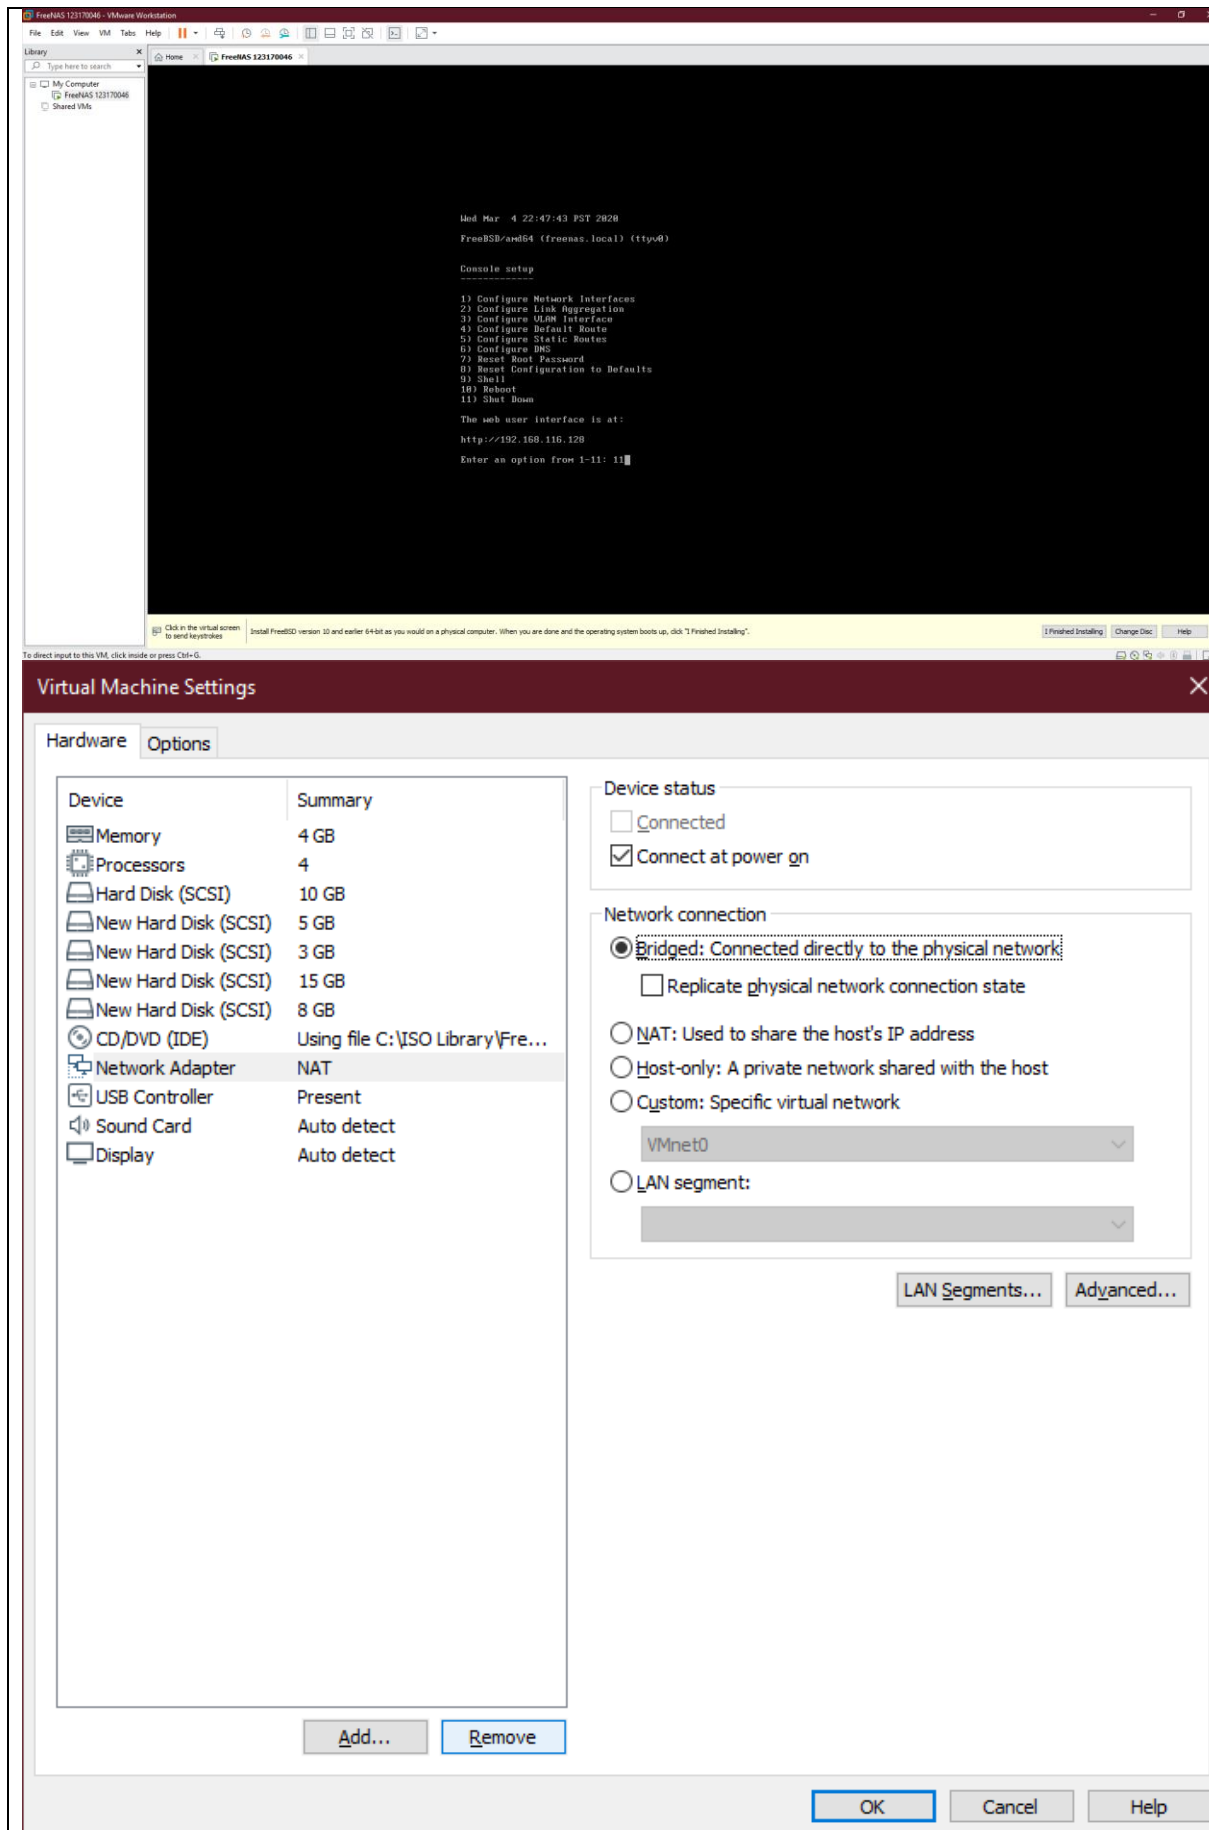 FreeNAS 123170046 - VMware Workstation
File Edit View VM Tabs Help
Library
Type here to search
My Computer
FreeNAS 123170046
Shared VMs
Home FreeNAS 123170046
Wed Mar 4 22:47:43 PST 2020
FreeBSD/amd64 (freenas.local) (ttyv0)
Console setup
-------------
1) Configure Network Interfaces
2) Configure Link Aggregation
3) Configure VLAN Interface
4) Configure Default Route
5) Configure Static Routes
6) Configure DNS
7) Reset Root Password
8) Reset Configuration to Defaults
9) Shell
10) Reboot
11) Shut Down
The web user interface is at:
http://192.168.116.128
Enter an option from 1-11: 11
Click in the virtual screen
to send keystrokes
Install FreeBSD version 10 and earlier 64-bit as you would on a physical computer. When you are done and the operating system boots up, click "I Finished Installing".
I Finished Installing Change Disc Help
To direct input to this VM, click inside or press Ctrl+G.
Virtual Machine Settings
Hardware Options
Device Summary
Memory 4 GB
Processors 4
Hard Disk (SCSI) 10 GB
New Hard Disk (SCSI) 5 GB
New Hard Disk (SCSI) 3 GB
New Hard Disk (SCSI) 15 GB
New Hard Disk (SCSI) 8 GB
CD/DVD (IDE) Using file C:\ISO Library\Fre...
Network Adapter NAT
USB Controller Present
Sound Card Auto detect
Display Auto detect
Add... Remove
Device status
Connected
Connect at power on
Network connection
Bridged: Connected directly to the physical network
Replicate physical network connection state
NAT: Used to share the host's IP address
Host-only: A private network shared with the host
Custom: Specific virtual network
VMnet0
LAN segment:
LAN Segments... Advanced...
OK Cancel Help